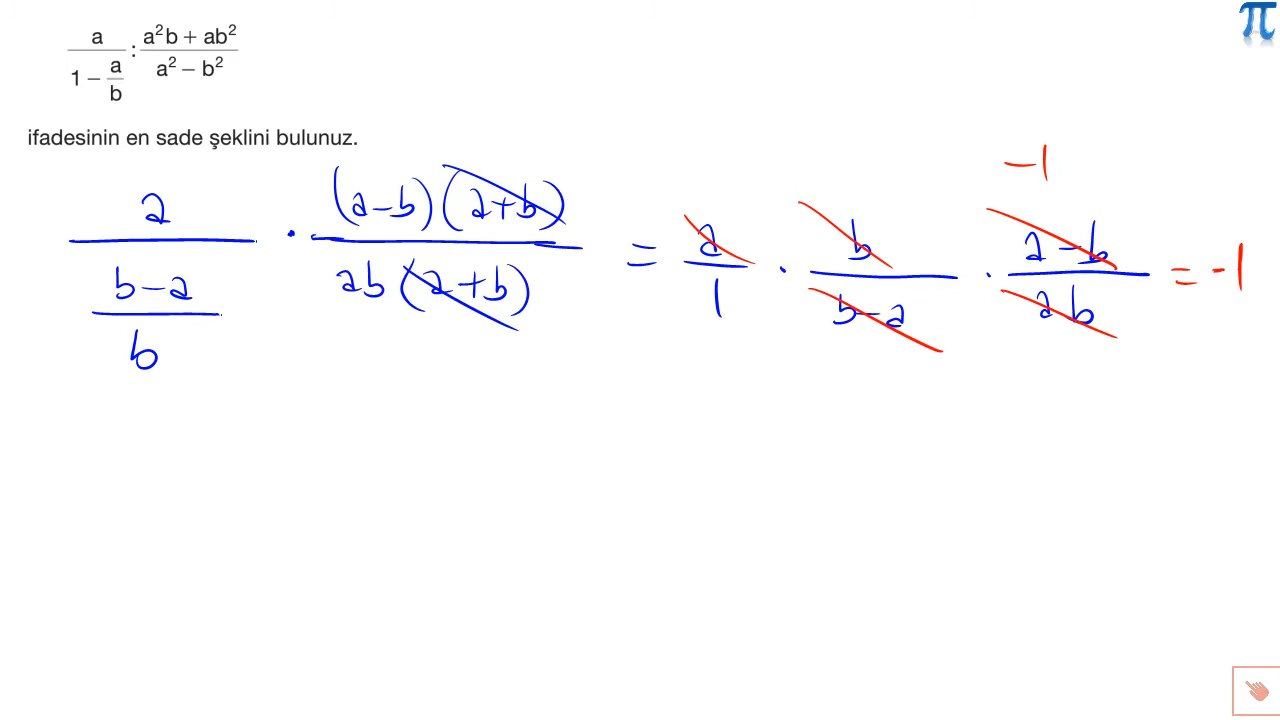 a / (1 − a/b) : (a²b + ab²) / (a² − b²)
ifadesinin en sade şeklini bulunuz.
a / ((b−a)/b) · (a−b)(a+b) / ab(a+b) = a/1 · b/(b−a) · (a−b)/(ab) = −1
−1
π